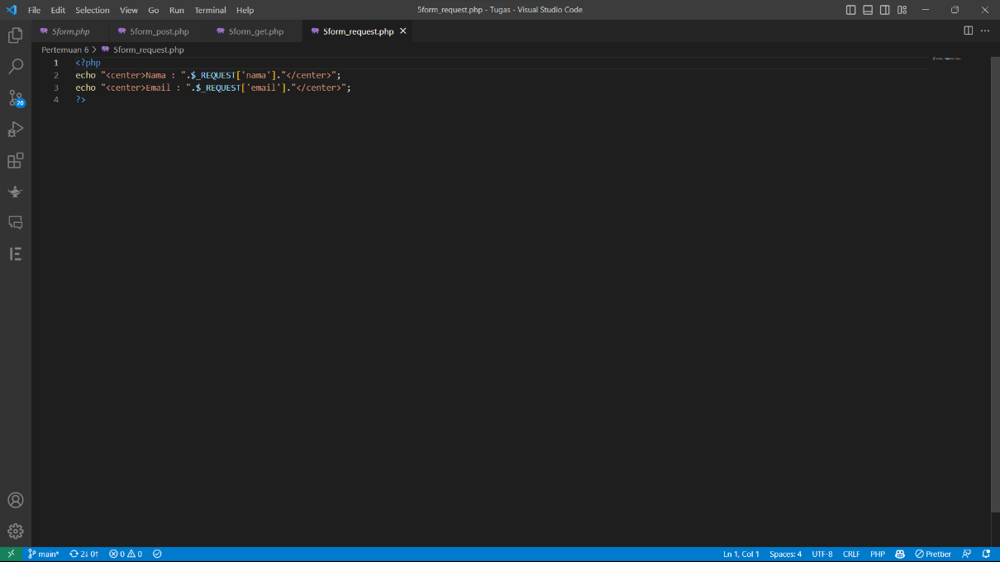 File Edit Selection View Go Run Terminal Help 5form_request.php - Tugas - Visual Studio Code
5form.php 5form_post.php 5form_get.php 5form_request.php
Pertemuan 6 > 5form_request.php
1 <?php
2 echo "<center>Nama : ".$_REQUEST['nama']."</center>";
3 echo "<center>Email : ".$_REQUEST['email']."</center>";
4 ?>
20
main* 2↓ 0↑ 0 0 Ln 1, Col 1 Spaces: 4 UTF-8 CRLF PHP Prettier